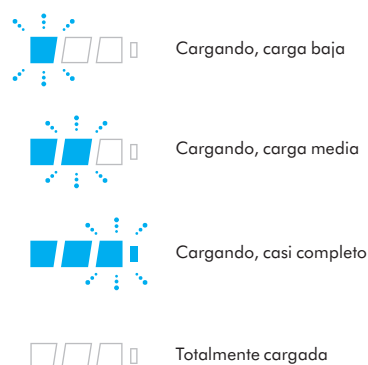 Cargando, carga baja
Cargando, carga media
Cargando, casi completo
Totalmente cargada